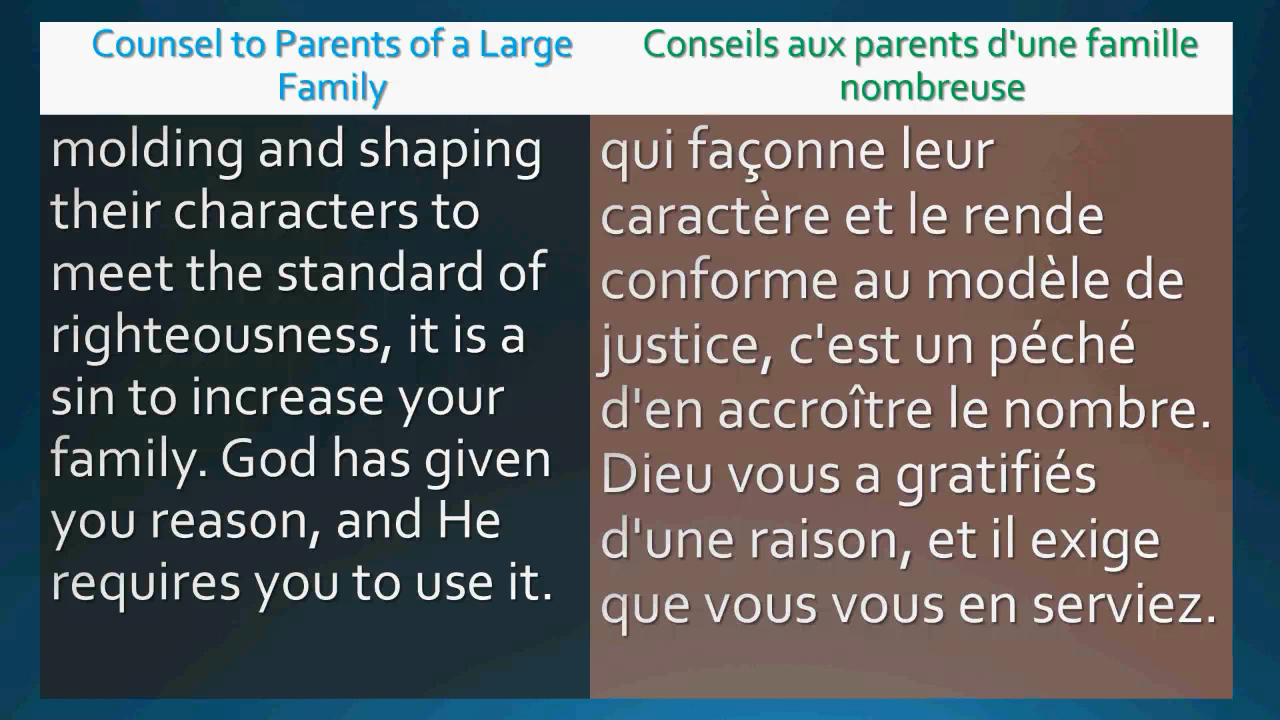 Counsel to Parents of a Large
Family
molding and shaping
their characters to
meet the standard of
righteousness, it is a
sin to increase your
family. God has given
you reason, and He
requires you to use it.
Conseils aux parents d'une famille
nombreuse
qui façonne leur
caractère et le rende
conforme au modèle de
justice, c'est un péché
d'en accroître le nombre.
Dieu vous a gratifiés
d'une raison, et il exige
que vous vous en serviez.